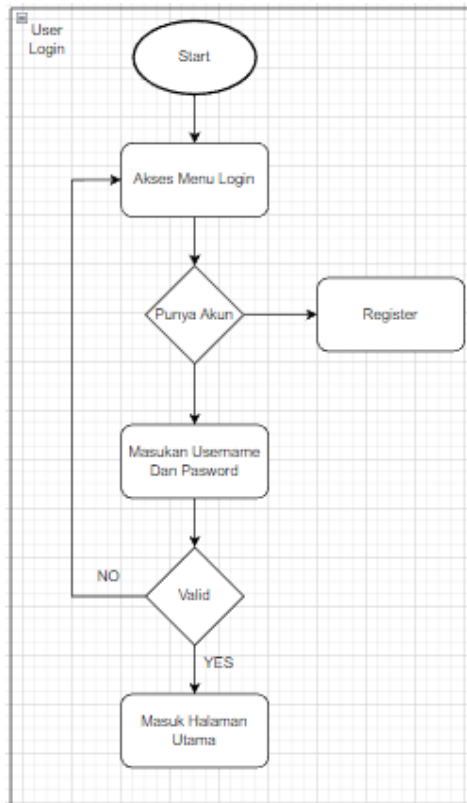 User
Login
Start
Akses Menu Login
Punya Akun
Register
Masukan Username
Dan Pasword
NO
Valid
YES
Masuk Halaman
Utama